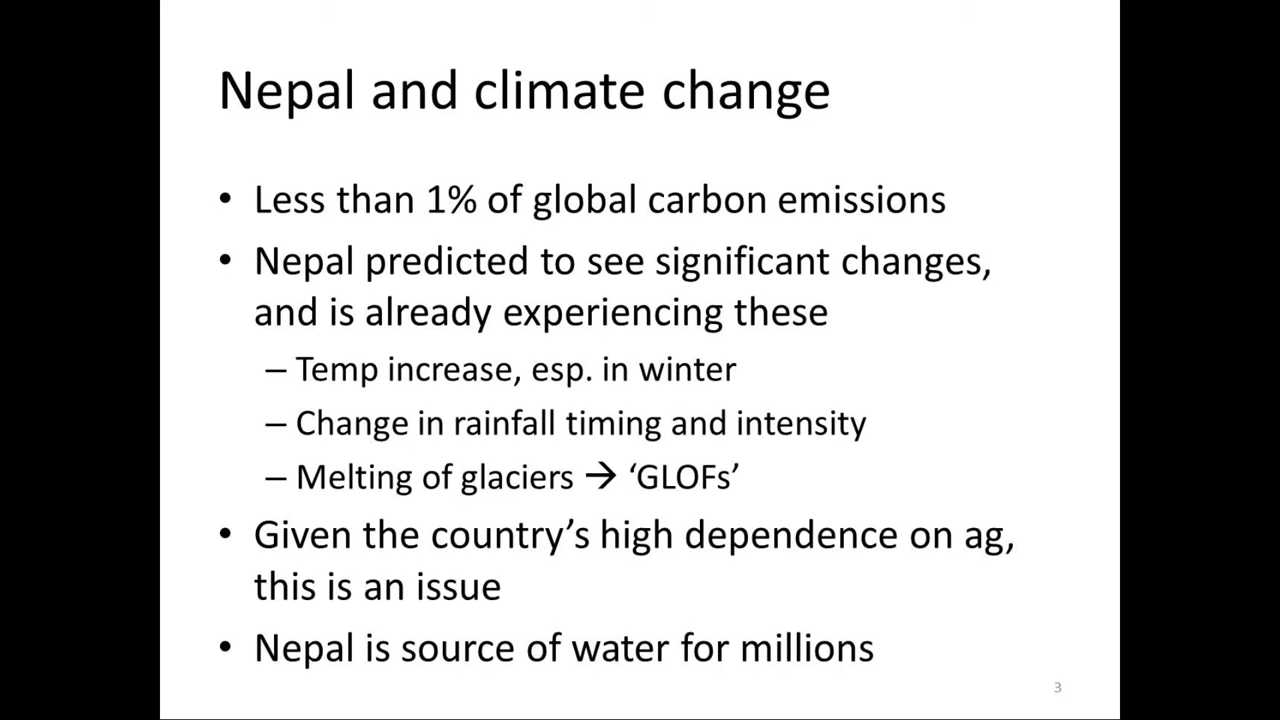 Nepal and climate change
• Less than 1% of global carbon emissions
• Nepal predicted to see significant changes,
and is already experiencing these
– Temp increase, esp. in winter
– Change in rainfall timing and intensity
– Melting of glaciers → ‘GLOFs’
• Given the country’s high dependence on ag,
this is an issue
• Nepal is source of water for millions
3